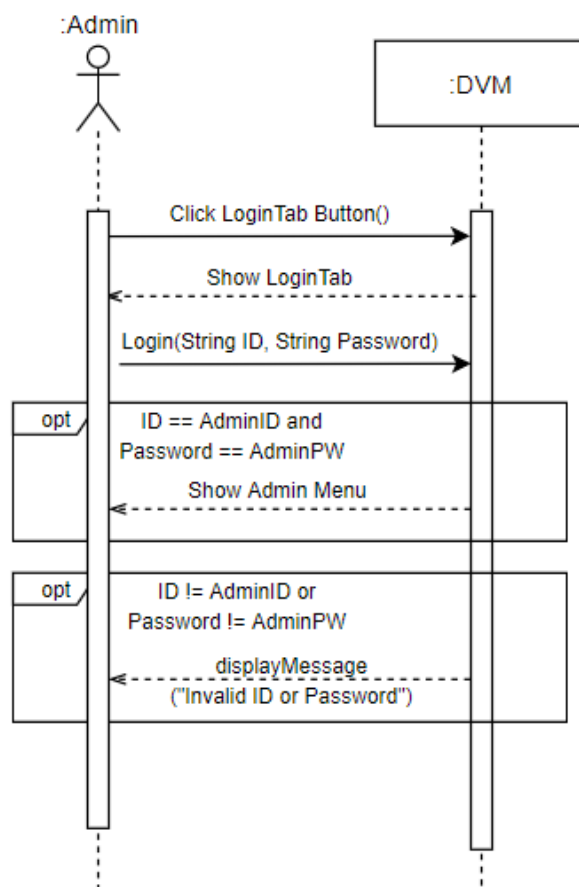 :Admin
:DVM
Click LoginTab Button()
Show LoginTab
Login(String ID, String Password)
opt
ID == AdminID and
Password == AdminPW
Show Admin Menu
opt
ID != AdminID or
Password != AdminPW
displayMessage
("Invalid ID or Password")